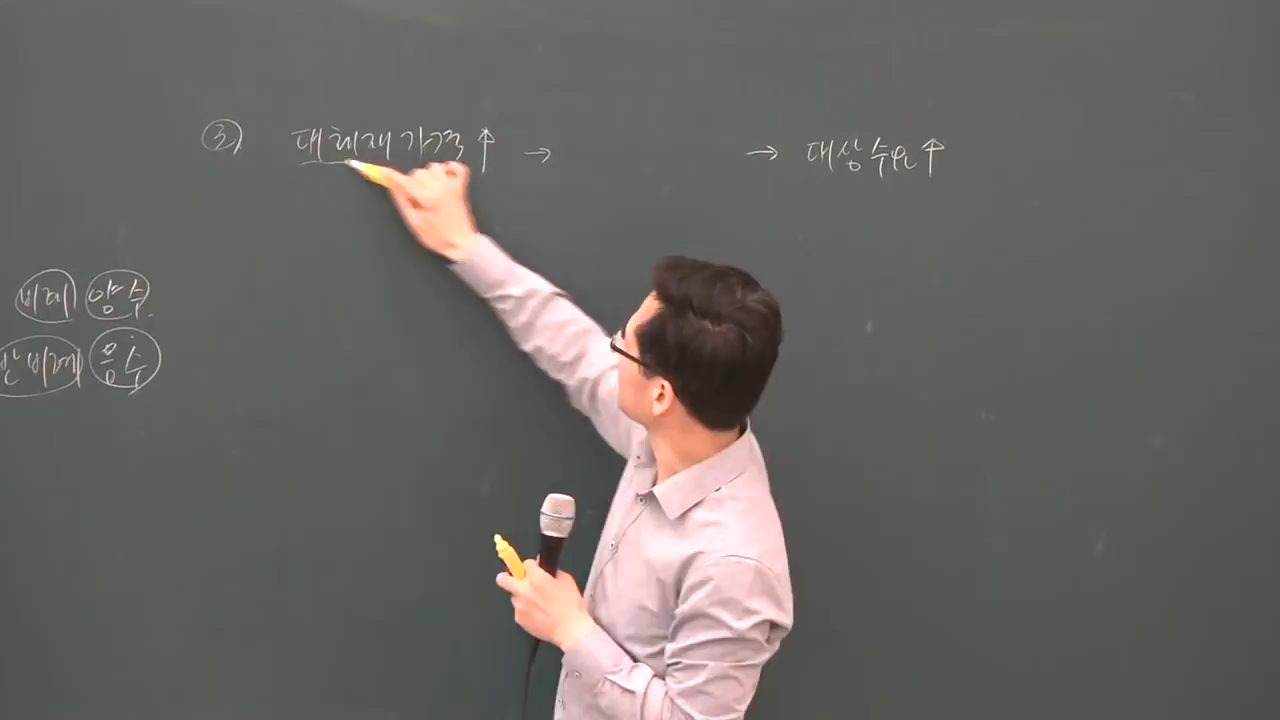 ③ 대체재 가격↑ → → 대상 수요↑
비례 양수.
반비례 음수